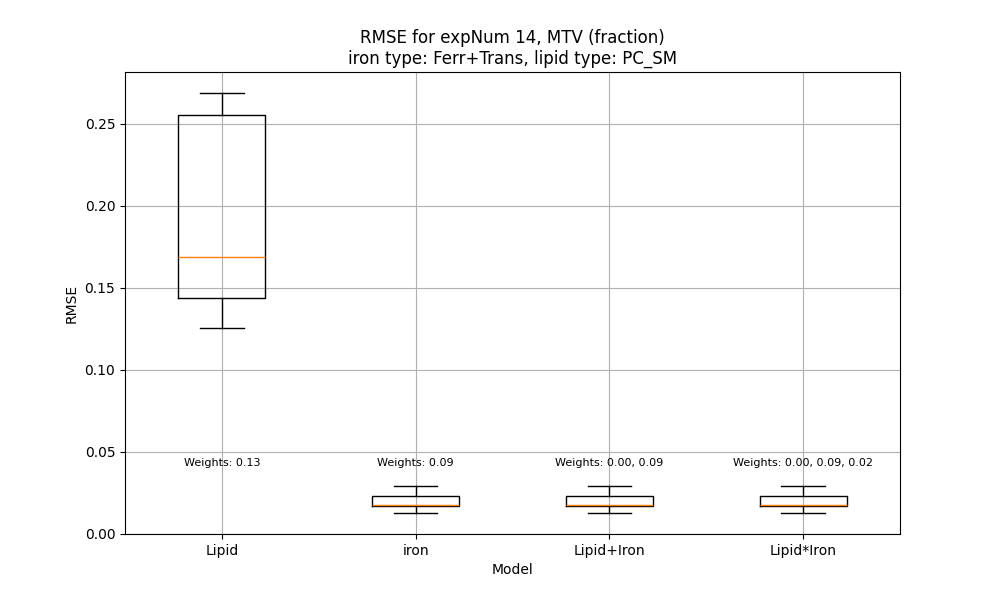 RMSE for expNum 14, MTV (fraction)
iron type: Ferr+Trans, lipid type: PC_SM
RMSE
0.25
0.20
0.15
0.10
0.05
0.00
Weights: 0.13
Weights: 0.09
Weights: 0.00, 0.09
Weights: 0.00, 0.09, 0.02
Lipid
iron
Lipid+Iron
Lipid*Iron
Model